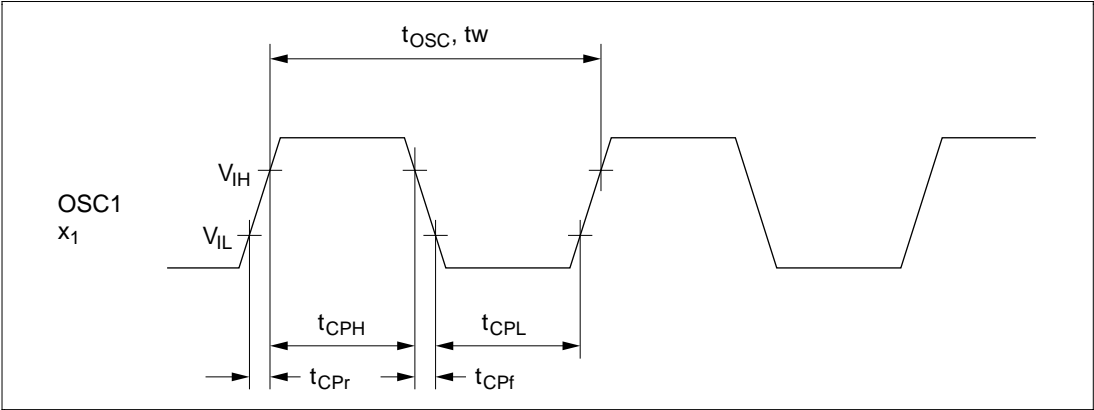 tOSC, tw
VIH
OSC1
x1
VIL
tCPH
tCPL
tCPr
tCPf